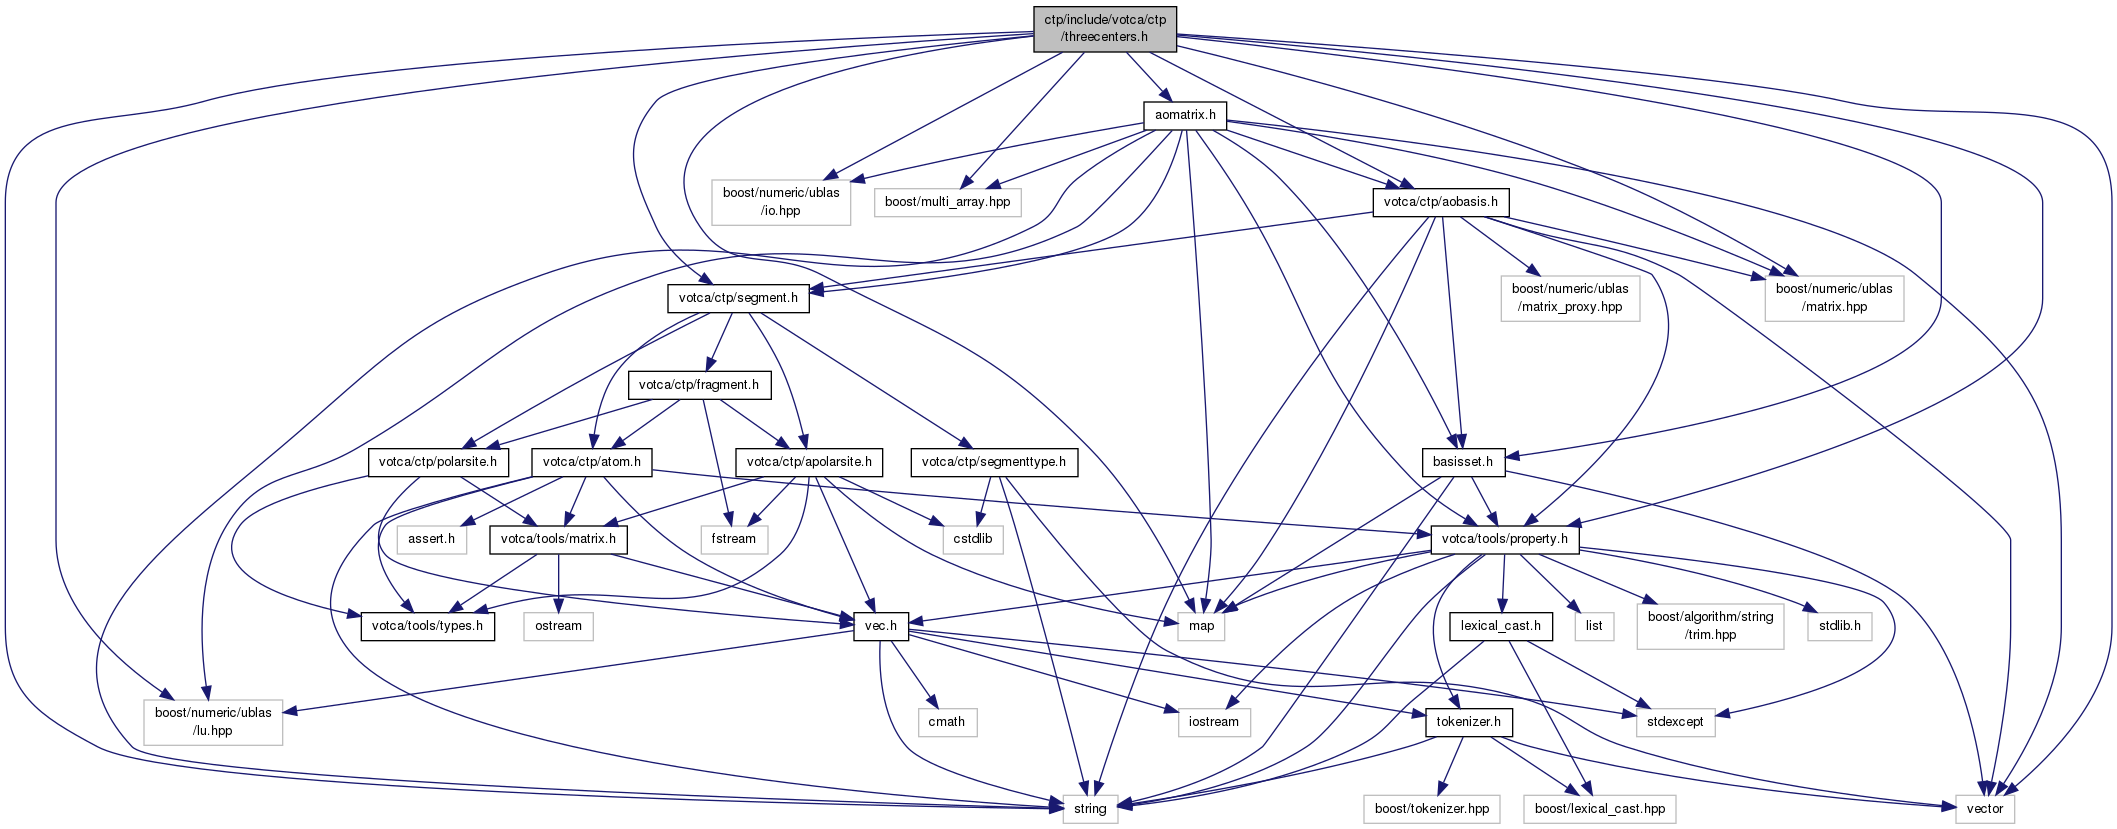 ctp/include/votca/ctp
/threecenters.h
aomatrix.h
boost/numeric/ublas
/io.hpp
boost/multi_array.hpp
votca/ctp/aobasis.h
votca/ctp/segment.h
boost/numeric/ublas
/matrix_proxy.hpp
boost/numeric/ublas
/matrix.hpp
votca/ctp/fragment.h
votca/ctp/polarsite.h
votca/ctp/atom.h
votca/ctp/apolarsite.h
votca/ctp/segmenttype.h
basisset.h
assert.h
votca/tools/matrix.h
fstream
cstdlib
votca/tools/property.h
votca/tools/types.h
ostream
vec.h
map
lexical_cast.h
list
boost/algorithm/string
/trim.hpp
stdlib.h
boost/numeric/ublas
/lu.hpp
cmath
iostream
tokenizer.h
stdexcept
string
boost/tokenizer.hpp
boost/lexical_cast.hpp
vector